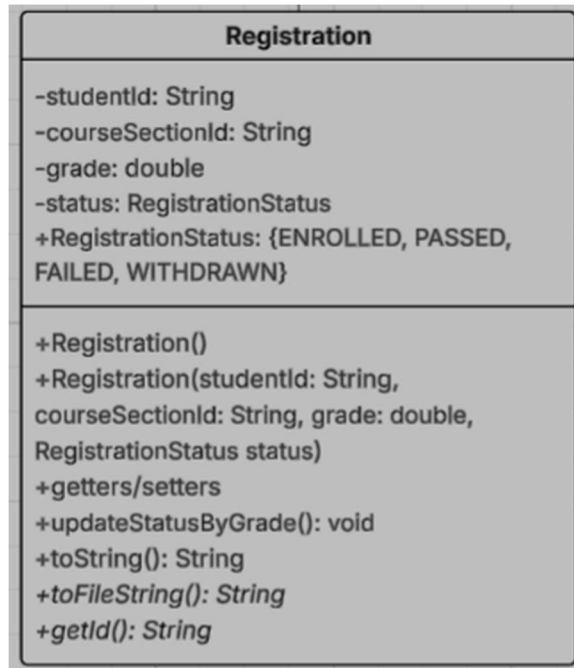 Registration
-studentId: String
-courseSectionId: String
-grade: double
-status: RegistrationStatus
+RegistrationStatus: {ENROLLED, PASSED,
FAILED, WITHDRAWN}
+Registration()
+Registration(studentId: String,
courseSectionId: String, grade: double,
RegistrationStatus status)
+getters/setters
+updateStatusByGrade(): void
+toString(): String
+toFileString(): String
+getId(): String